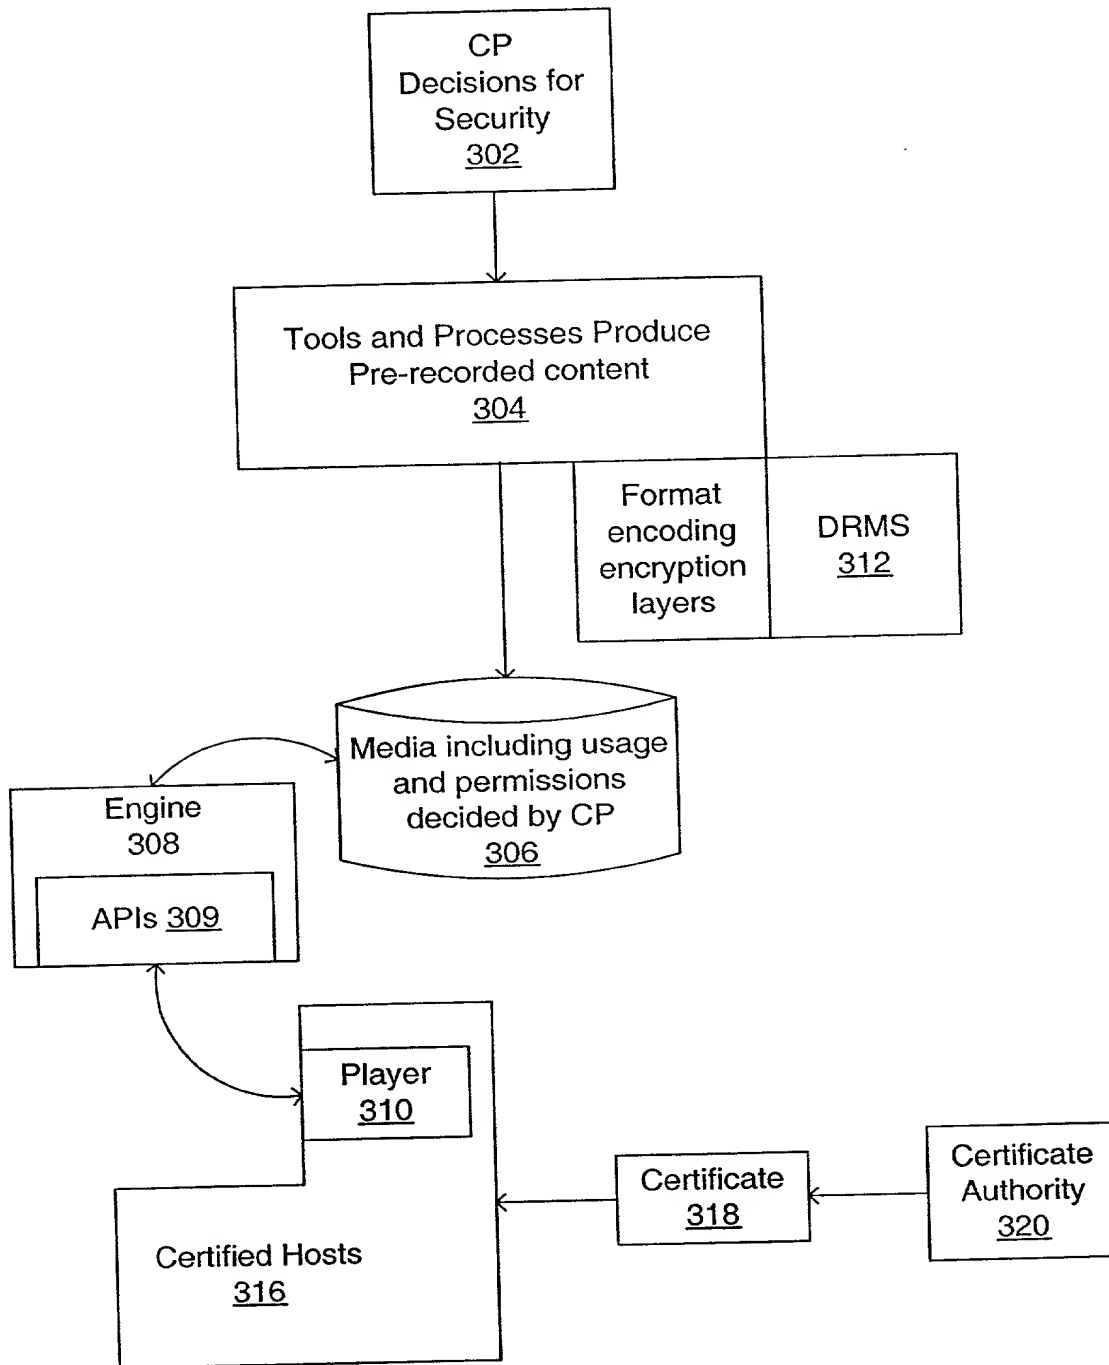 CP
Decisions for
Security
302
Tools and Processes Produce
Pre-recorded content
304
Format
encoding
encryption
layers
DRMS
312
Media including usage
and permissions
decided by CP
306
Engine
308
APIs 309
Player
310
Certificate
318
Certificate
Authority
320
Certified Hosts
316